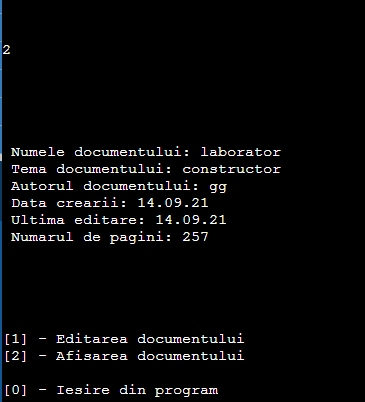 2
Numele documentului: laborator
Tema documentului: constructor
Autorul documentului: gg
Data crearii: 14.09.21
Ultima editare: 14.09.21
Numarul de pagini: 257
[1] - Editarea documentului
[2] - Afisarea documentului
[0] - Iesire din program